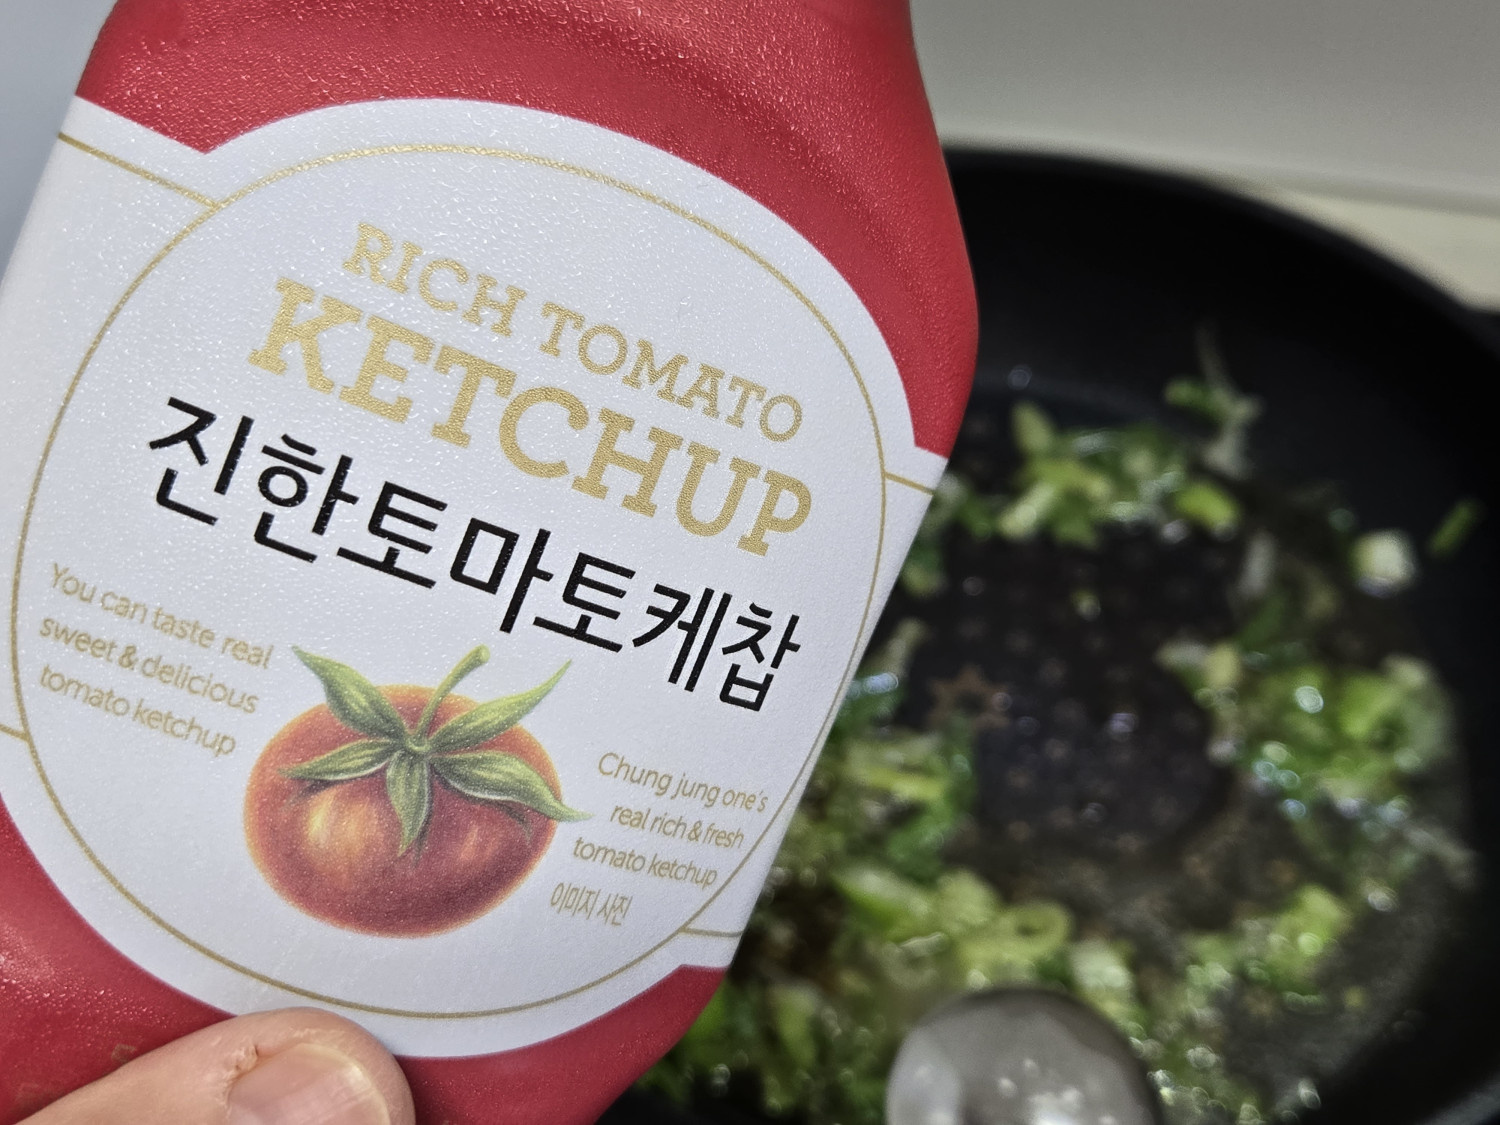 RICH TOMATO
KETCHUP
진한토마토케찹
You can taste real
sweet & delicious
tomato ketchup
Chung jung one's
real rich & fresh
tomato ketchup
이미지 사진